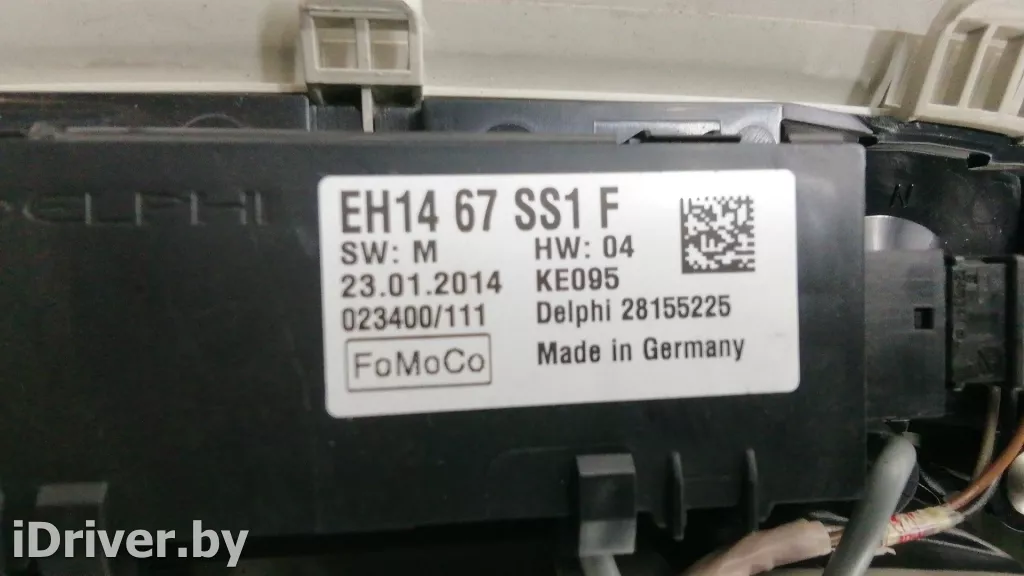 DELPHI
EH14 67 SS1 F
SW: M HW: 04
23.01.2014 KE095
023400/111 Delphi 28155225
FoMoCo Made in Germany
iDriver.by